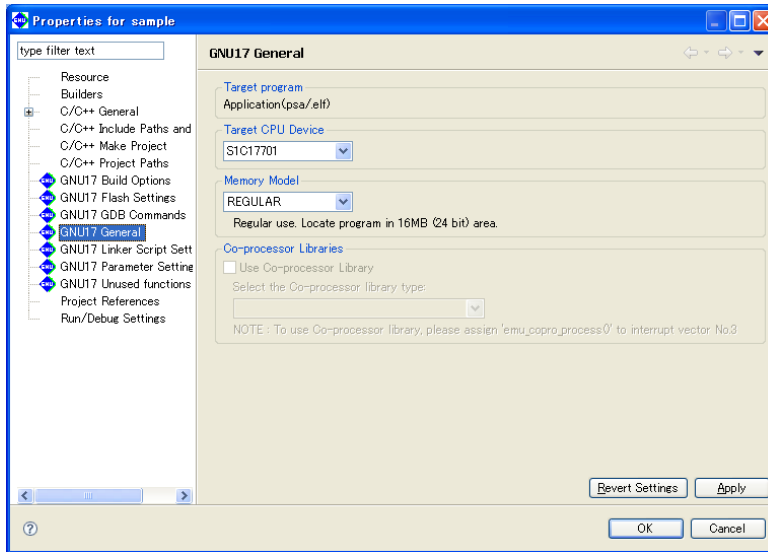 Properties for sample
type filter text
Resource
Builders
C/C++ General
C/C++ Include Paths and
C/C++ Make Project
C/C++ Project Paths
GNU17 Build Options
GNU17 Flash Settings
GNU17 GDB Commands
GNU17 General
GNU17 Linker Script Sett
GNU17 Parameter Setting
GNU17 Unused functions
Project References
Run/Debug Settings
GNU17 General
Target program
Application(psa/.elf)
Target CPU Device
S1C17701
Memory Model
REGULAR
Regular use. Locate program in 16MB (24 bit) area.
Co-processor Libraries
Use Co-processor Library
Select the Co-processor library type:
NOTE : To use Co-processor library, please assign 'emu_copro_process()' to interrupt vector No.3
Revert Settings
Apply
OK
Cancel